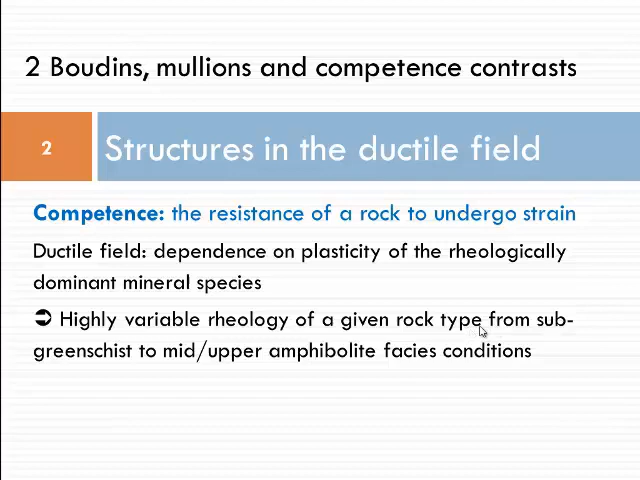 2 Boudins, mullions and competence contrasts
2
Structures in the ductile field
Competence: the resistance of a rock to undergo strain
Ductile field: dependence on plasticity of the rheologically
dominant mineral species
➲ Highly variable rheology of a given rock type from sub-
greenschist to mid/upper amphibolite facies conditions